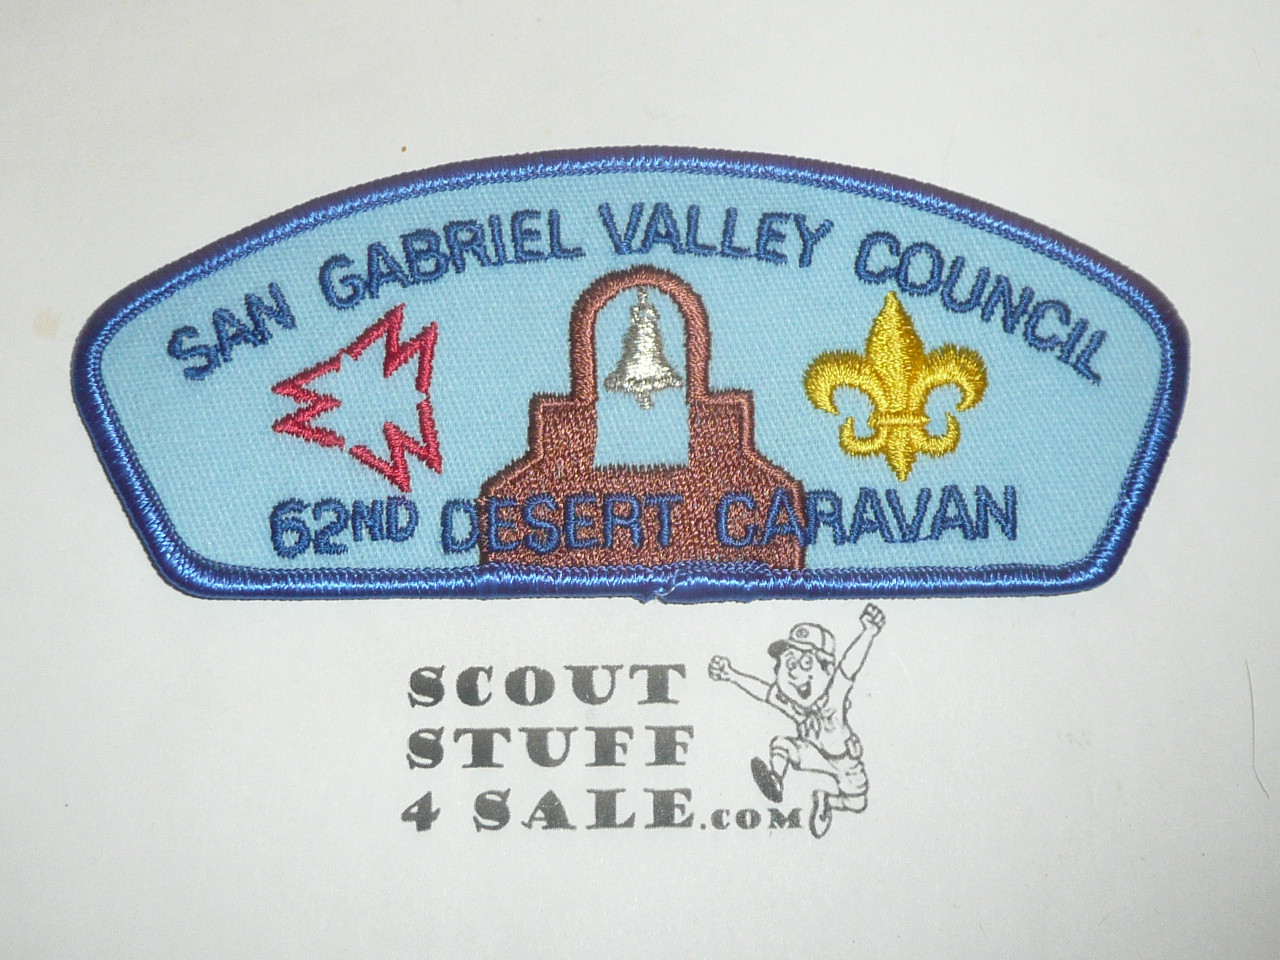 SAN GABRIEL VALLEY COUNCIL
62ND DESERT CARAVAN
SCOUT
STUFF
4 SALE.COM